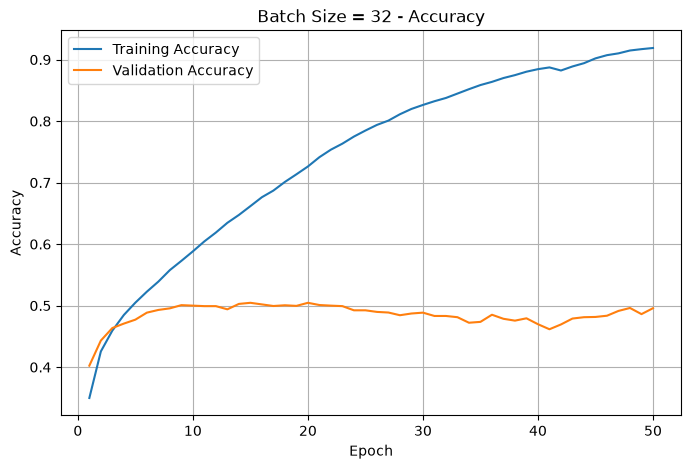 Batch Size = 32 - Accuracy
Training Accuracy
Validation Accuracy
0.9
0.8
0.7
0.6
0.5
0.4
Accuracy
0 10 20 30 40 50
Epoch